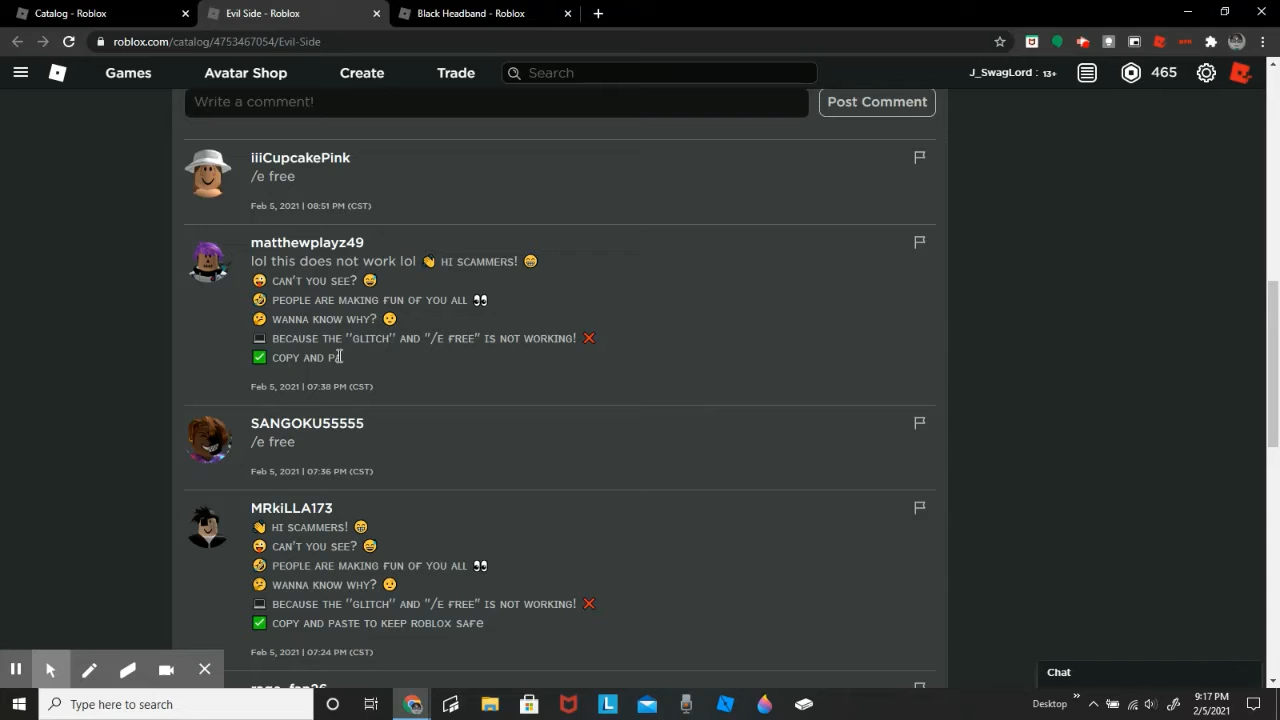 Catalog - Roblox
Evil Side - Roblox
Black Headband - Roblox
roblox.com/catalog/4753467054/Evil-Side
Games
Avatar Shop
Create
Trade
Search
J_SwagLord : 13+
465
Write a comment!
Post Comment
iiiCupcakePink
/e free
Feb 5, 2021 | 08:51 PM (CST)
matthewplayz49
lol this does not work lol 👏 HI SCAMMERS! 😁
😜 CAN'T YOU SEE? 😅
🤣 PEOPLE ARE MAKING FUN OF YOU ALL 👀
🤔 WANNA KNOW WHY? 😉
💻 BECAUSE THE "GLITCH" AND "/E FREE" IS NOT WORKING! ❌
✅ COPY AND PA
Feb 5, 2021 | 07:38 PM (CST)
SANGOKU55555
/e free
Feb 5, 2021 | 07:36 PM (CST)
MRkiLLA173
👏 HI SCAMMERS! 😁
😜 CAN'T YOU SEE? 😅
🤣 PEOPLE ARE MAKING FUN OF YOU ALL 👀
🤔 WANNA KNOW WHY? 😉
💻 BECAUSE THE "GLITCH" AND "/E FREE" IS NOT WORKING! ❌
✅ COPY AND PASTE TO KEEP ROBLOX SAFe
Feb 5, 2021 | 07:24 PM (CST)
Chat
Type here to search
Desktop
9:17 PM
2/5/2021